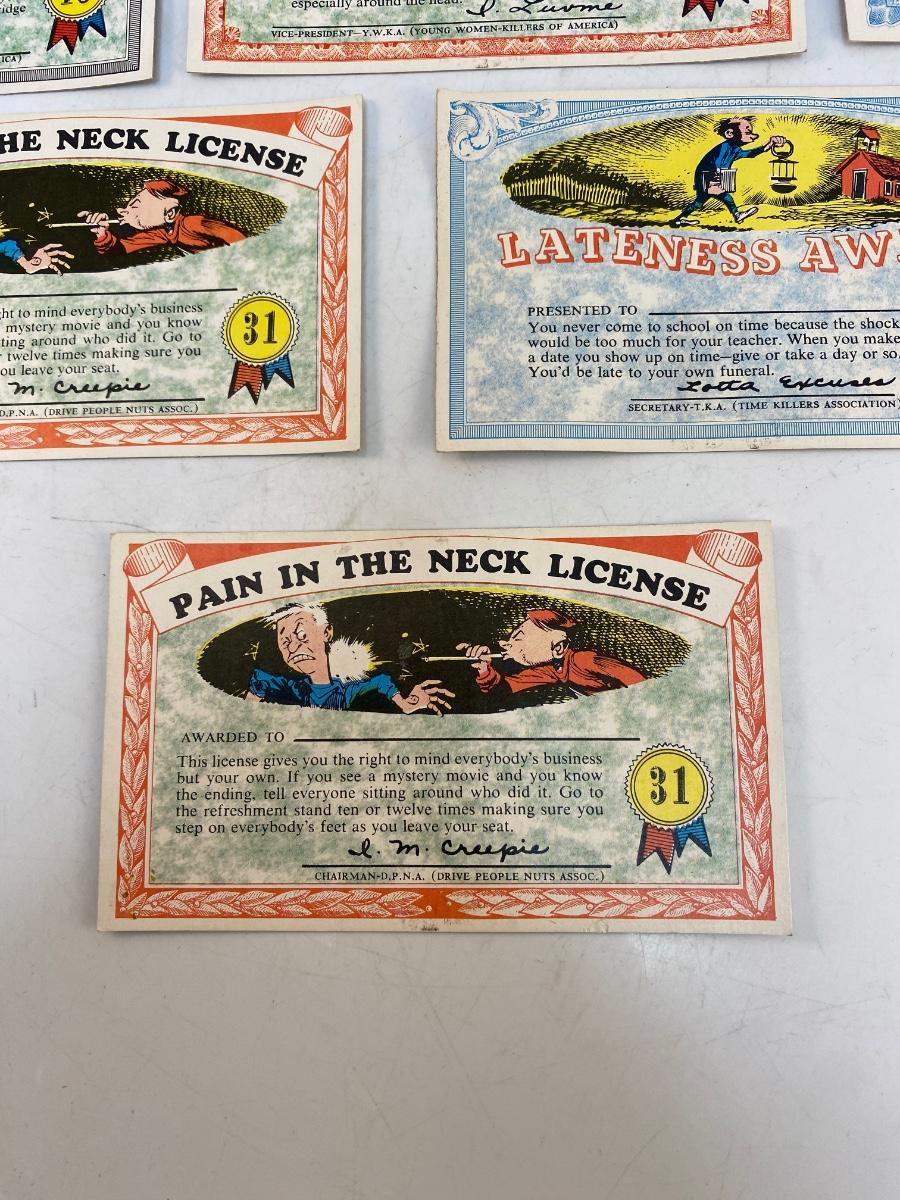 ridge
10
ICA)
especially around the head.
I. Luvme
VICE-PRESIDENT—Y.W.K.A. (YOUNG WOMEN-KILLERS OF AMERICA)
HE NECK LICENSE
ght to mind everybody's business
mystery movie and you know
ting around who did it. Go to
twelve times making sure you
ou leave your seat.
31
M. Creepie
D.P.N.A. (DRIVE PEOPLE NUTS ASSOC.)
LATENESS AW
PRESENTED TO
You never come to school on time because the shock
would be too much for your teacher. When you make
a date you show up on time—give or take a day or so.
You'd be late to your own funeral.
Lotta Excuses
SECRETARY-T.K.A. (TIME KILLERS ASSOCIATION)
PAIN IN THE NECK LICENSE
AWARDED TO
This license gives you the right to mind everybody's business
but your own. If you see a mystery movie and you know
the ending, tell everyone sitting around who did it. Go to
the refreshment stand ten or twelve times making sure you
step on everybody's feet as you leave your seat.
31
I. M. Creepie
CHAIRMAN-D.P.N.A. (DRIVE PEOPLE NUTS ASSOC.)